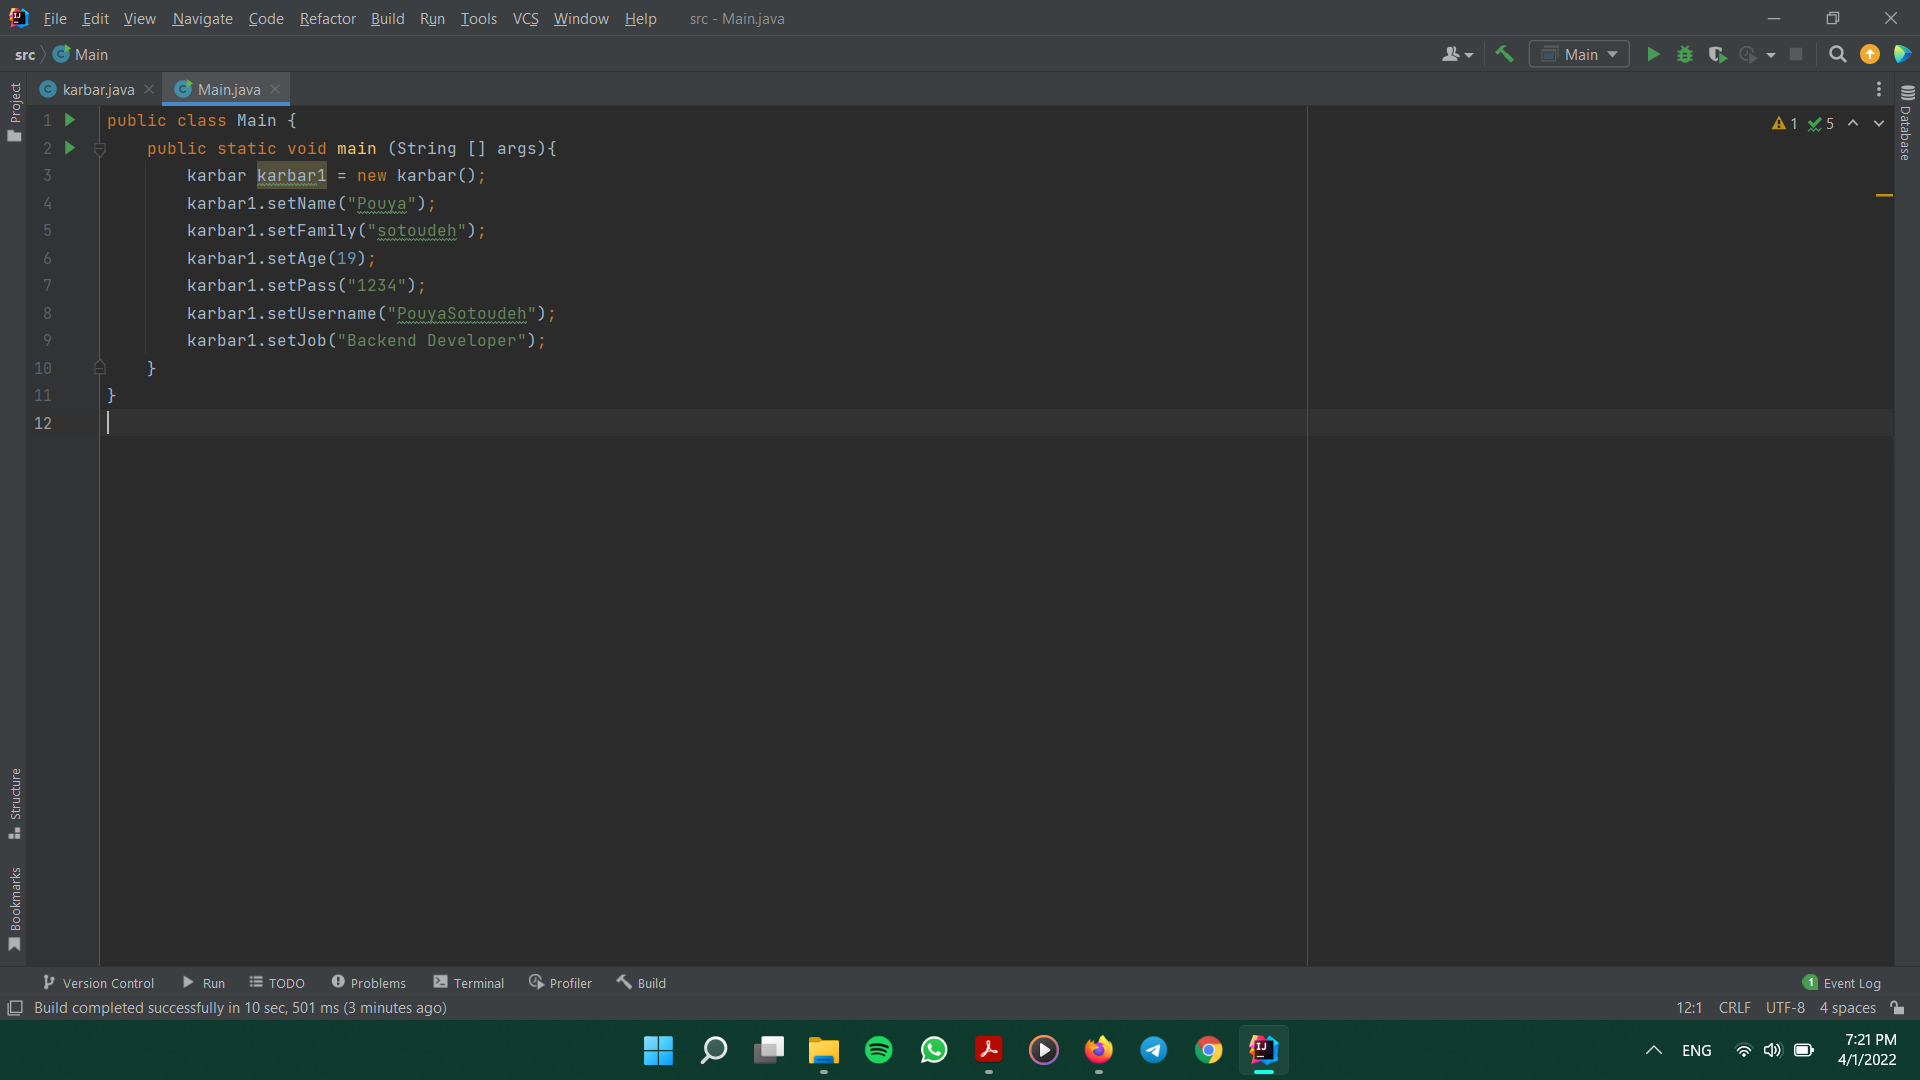 File Edit View Navigate Code Refactor Build Run Tools VCS Window Help src - Main.java
src Main Main
karbar.java Main.java
Project
Database
1 public class Main {
2 public static void main (String [] args){
3 karbar karbar1 = new karbar();
4 karbar1.setName("Pouya");
5 karbar1.setFamily("sotoudeh");
6 karbar1.setAge(19);
7 karbar1.setPass("1234");
8 karbar1.setUsername("PouyaSotoudeh");
9 karbar1.setJob("Backend Developer");
10 }
11 }
12
1 5
Structure
Bookmarks
Version Control Run TODO Problems Terminal Profiler Build 1 Event Log
Build completed successfully in 10 sec, 501 ms (3 minutes ago) 12:1 CRLF UTF-8 4 spaces
ENG 7:21 PM
4/1/2022